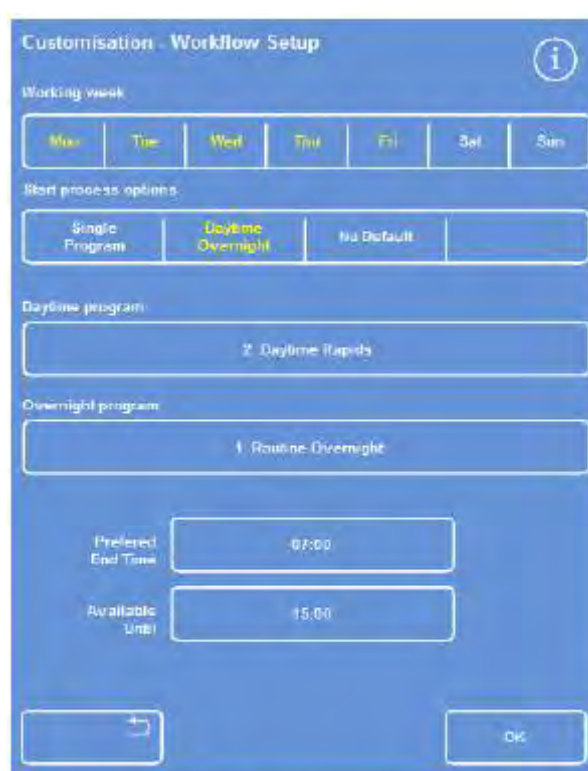 Customisation - Workflow Setup
i
Working week
Mon Tue Wed Thu Fri Sat Sun
Start process options
Single Program Daytime Overnight No Default
Daytime program
2. Daytime Rapids
Overnight program
1. Routine Overnight
Prefered End Time 07:00
Available Until 15:00
OK